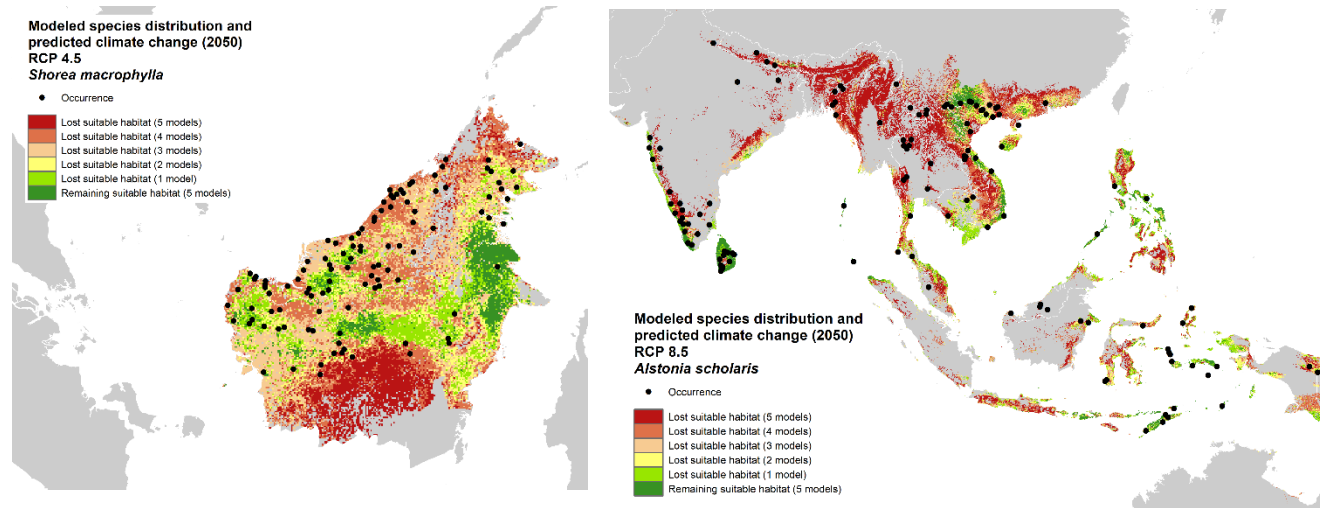 Modeled species distribution and
predicted climate change (2050)
RCP 4.5
Shorea macrophylla
Occurrence
Lost suitable habitat (5 models)
Lost suitable habitat (4 models)
Lost suitable habitat (3 models)
Lost suitable habitat (2 models)
Lost suitable habitat (1 model)
Remaining suitable habitat (5 models)
Modeled species distribution and
predicted climate change (2050)
RCP 8.5
Alstonia scholaris
Occurrence
Lost suitable habitat (5 models)
Lost suitable habitat (4 models)
Lost suitable habitat (3 models)
Lost suitable habitat (2 models)
Lost suitable habitat (1 model)
Remaining suitable habitat (5 models)